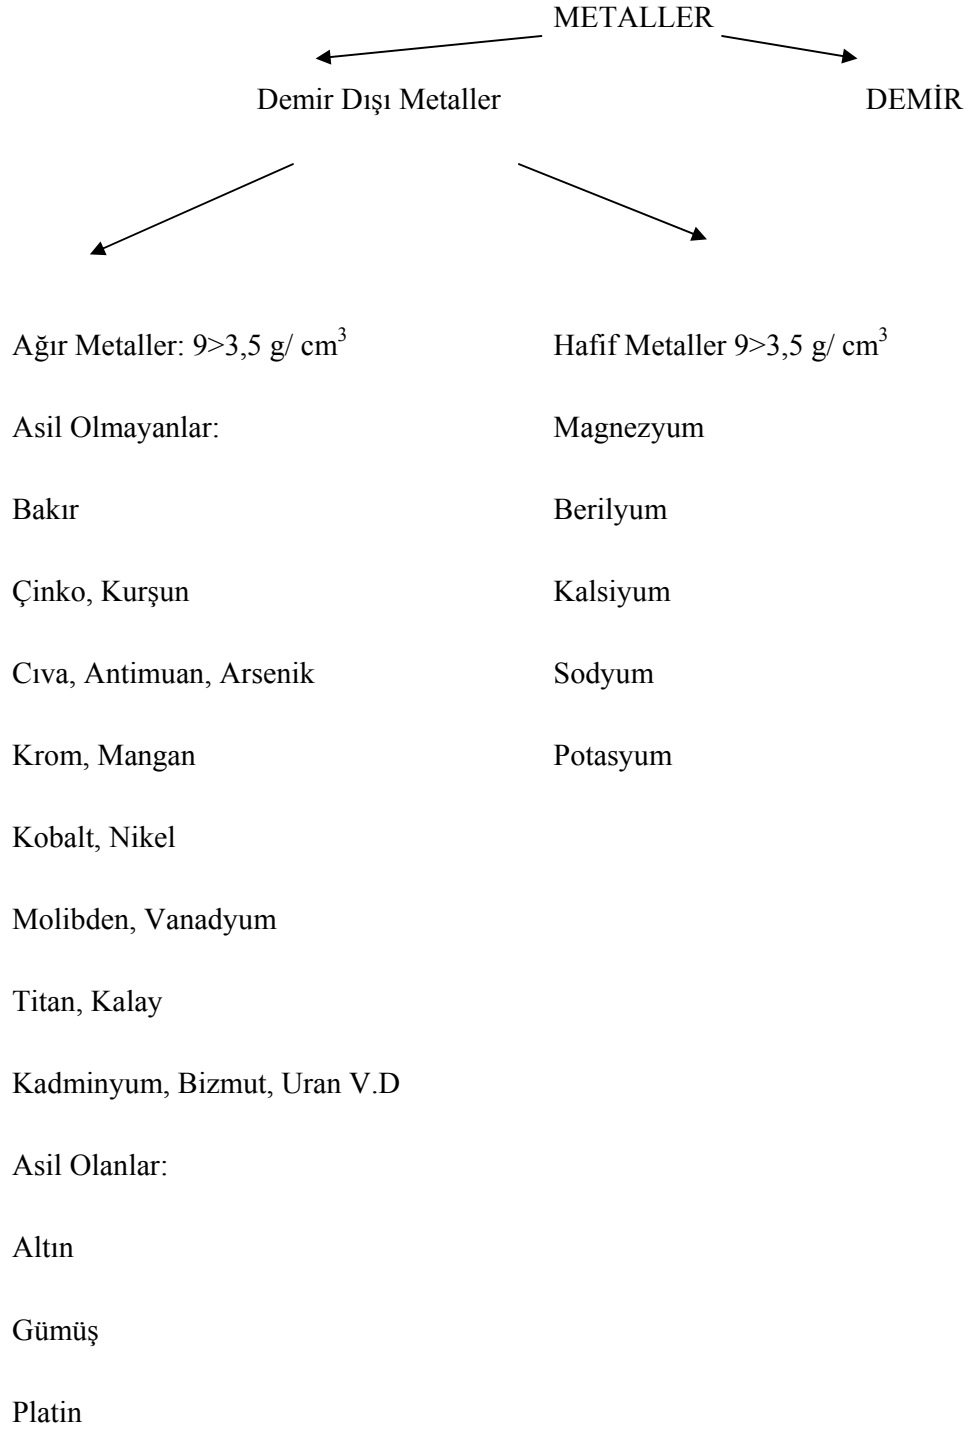 METALLER
Demir Dışı Metaller DEMİR
Ağır Metaller: 9>3,5 g/ cm³ Hafif Metaller 9>3,5 g/ cm³
Asil Olmayanlar: Magnezyum
Bakır Berilyum
Çinko, Kurşun Kalsiyum
Cıva, Antimuan, Arsenik Sodyum
Krom, Mangan Potasyum
Kobalt, Nikel
Molibden, Vanadyum
Titan, Kalay
Kadminyum, Bizmut, Uran V.D
Asil Olanlar:
Altın
Gümüş
Platin